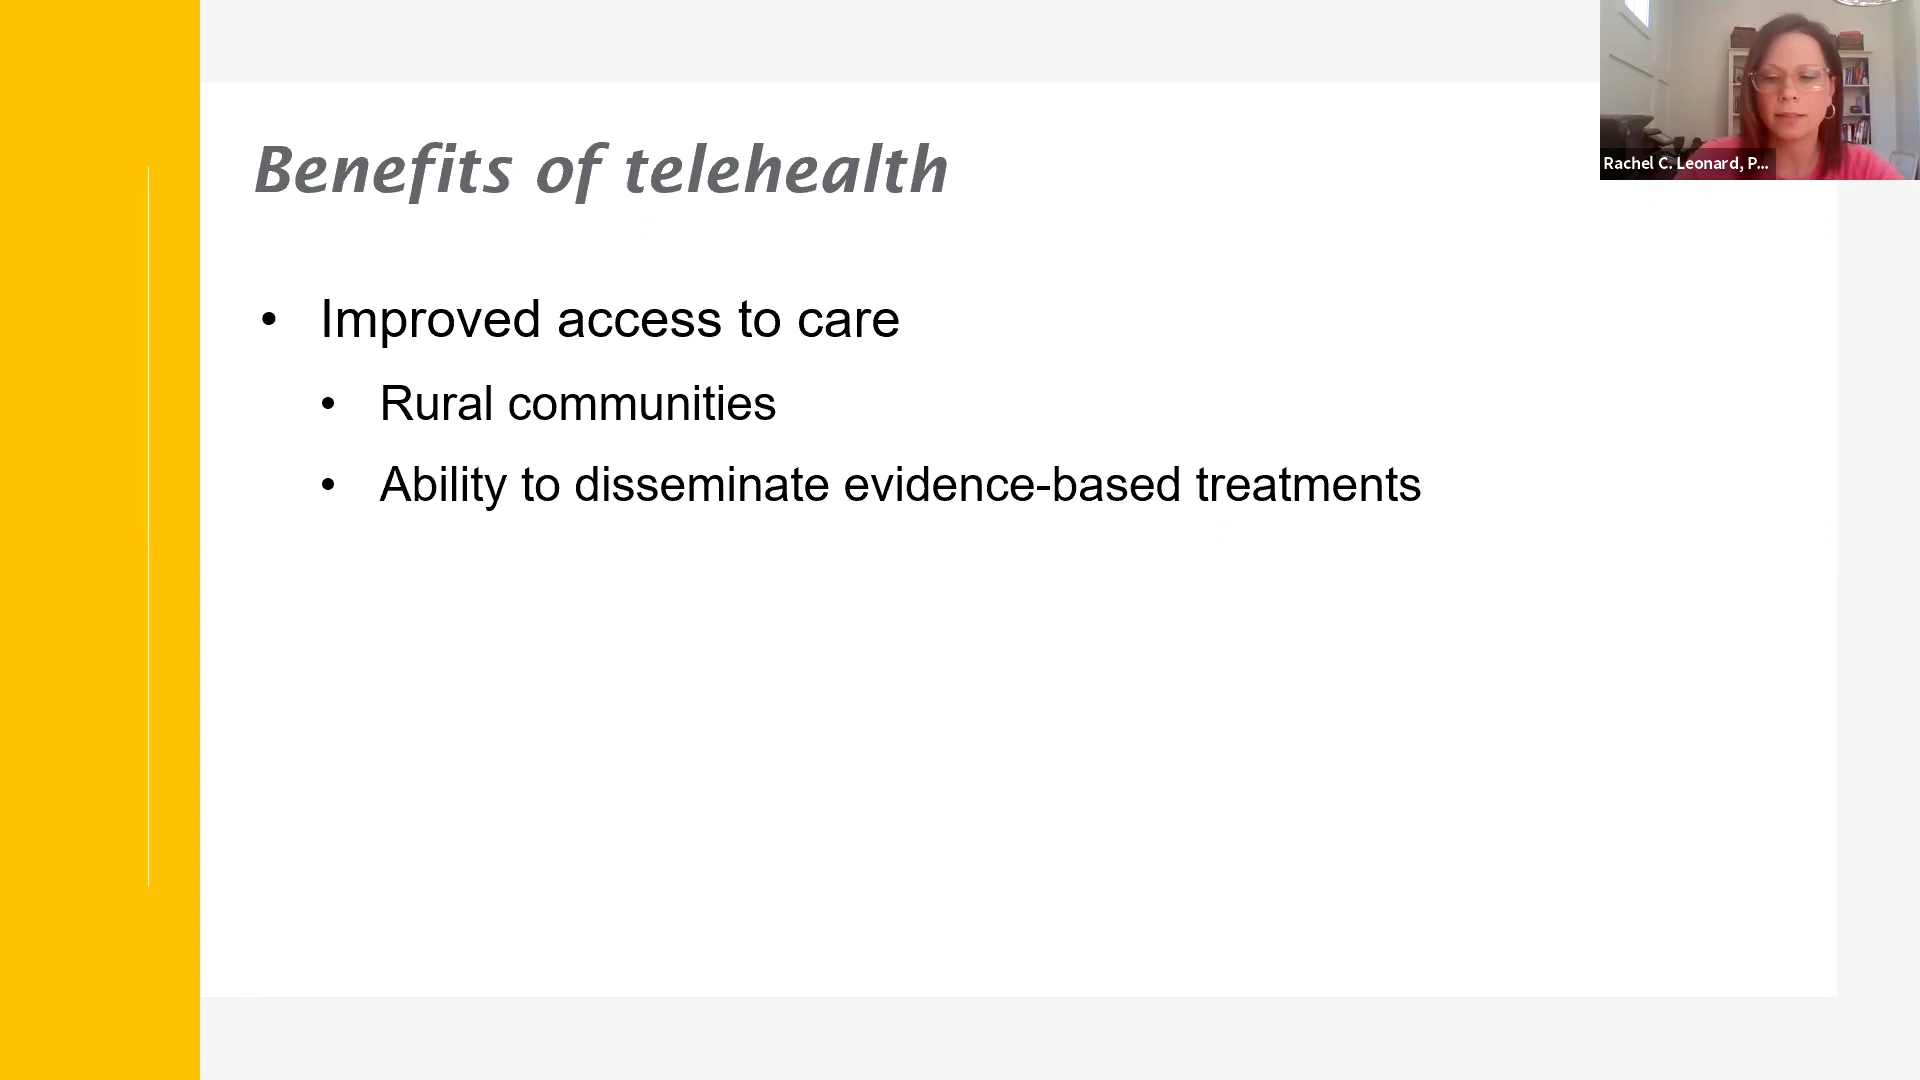 Benefits of telehealth
Rachel C. Leonard, P...
• Improved access to care
• Rural communities
• Ability to disseminate evidence-based treatments